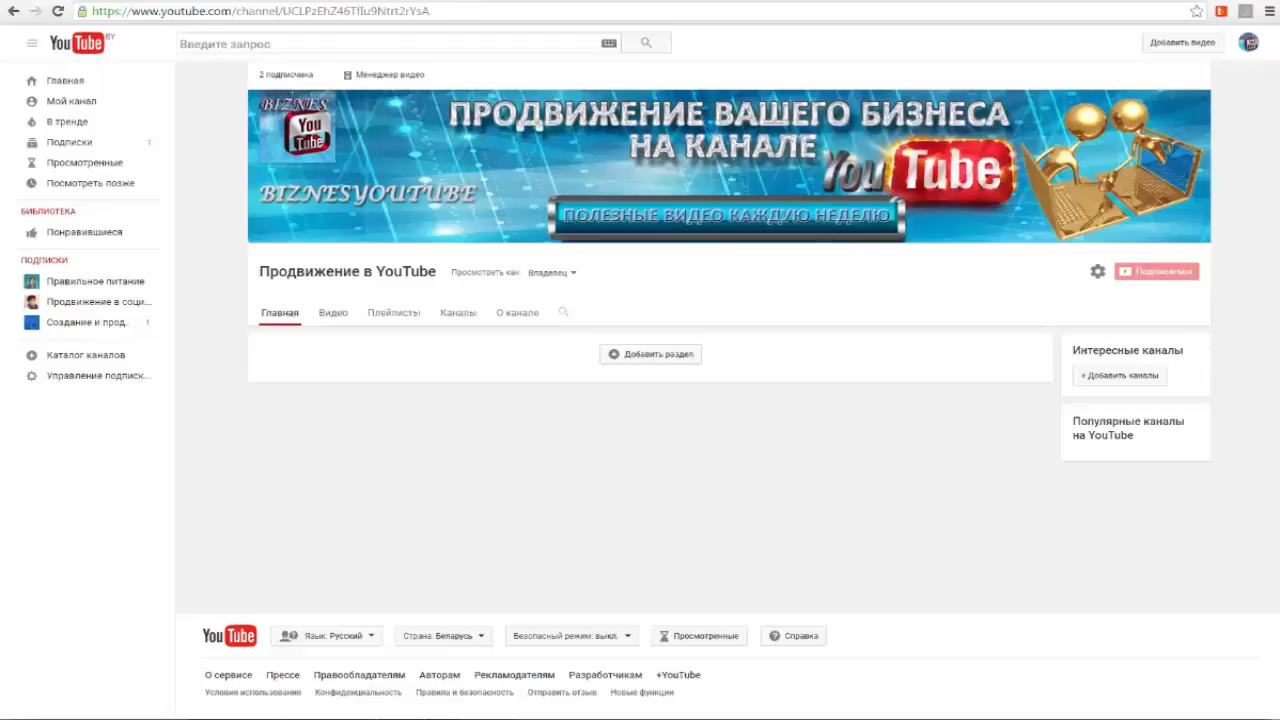 https://www.youtube.com/channel/UCLPzEhZ46TiIu9Ntrt2rYsA
YouTube BY
Введите запрос
Добавить видео
Главная
Мой канал
В тренде
Подписки 1
Просмотренные
Посмотреть позже
БИБЛИОТЕКА
Понравившиеся
ПОДПИСКИ
Правильное питание
Продвижение в соци...
Создание и прод.. 1
Каталог каналов
Управление подписк...
2 подписчика
Менеджер видео
BIZNES
You
Tube
BIZNESYOUTUBE
ПРОДВИЖЕНИЕ ВАШЕГО БИЗНЕСА
НА КАНАЛЕ
YouTube
ПОЛЕЗНЫЕ ВИДЕО КАЖДУЮ НЕДЕЛЮ
Продвижение в YouTube
Просмотреть как: Владелец
Подписаться
Главная Видео Плейлисты Каналы О канале
Добавить раздел
Интересные каналы
+ Добавить каналы
Популярные каналы
на YouTube
YouTube
Язык: Русский
Страна: Беларусь
Безопасный режим: выкл.
Просмотренные
Справка
О сервисе Прессе Правообладателям Авторам Рекламодателям Разработчикам +YouTube
Условия использования Конфиденциальность Правила и безопасность Отправить отзыв Новые функции